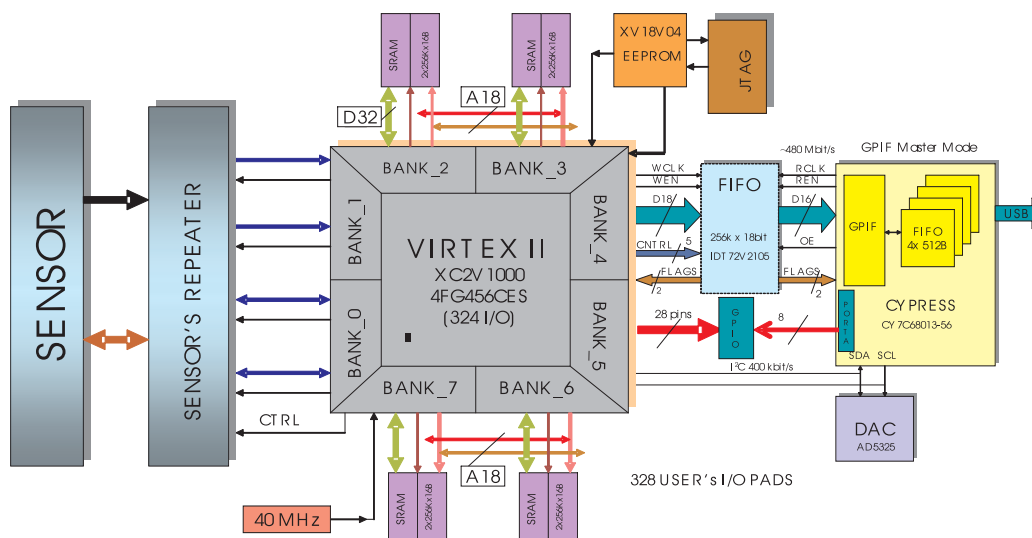 SRAM
2x256Kx16B
SRAM
2x256Kx16B
XV18V04
EEPROM
JTAG
D32
A18
SENSOR
SENSOR'S REPEATER
BANK_2
BANK_3
BANK_1
BANK_4
VIRTEX II
XC2V1000
4FG456CES
(324 I/O)
BANK_0
BANK_5
BANK_7
BANK_6
CTRL
40 MHz
A18
SRAM
2x256Kx16B
SRAM
2x256Kx16B
WCLK
WEN
D18
CNTRL
5
FLAGS
2
28 pins
FIFO
256k x 18bit
IDT 72V2105
GPIO
~480 Mbit/s
RCLK
REN
D16
OE
FLAGS
2
8
I²C 400 kbit/s
GPIF Master Mode
GPIF
FIFO
4x 512B
USB
CYPRESS
CY 7C68013-56
PORTA
SDA SCL
DAC
AD5325
328 USER's I/O PADS